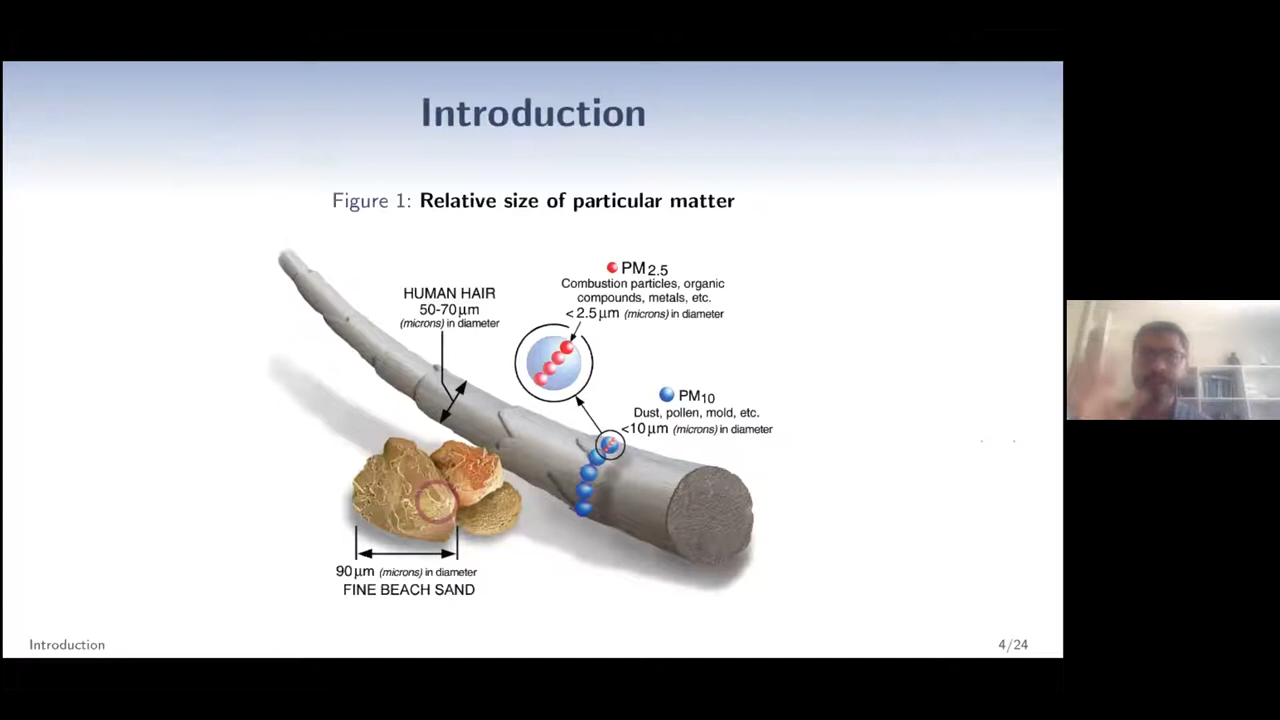 Introduction
Figure 1: Relative size of particular matter
PM2.5
Combustion particles, organic
compounds, metals, etc.
< 2.5µm (microns) in diameter
HUMAN HAIR
50-70µm
(microns) in diameter
PM10
Dust, pollen, mold, etc.
<10µm (microns) in diameter
90µm (microns) in diameter
FINE BEACH SAND
Introduction
4/24